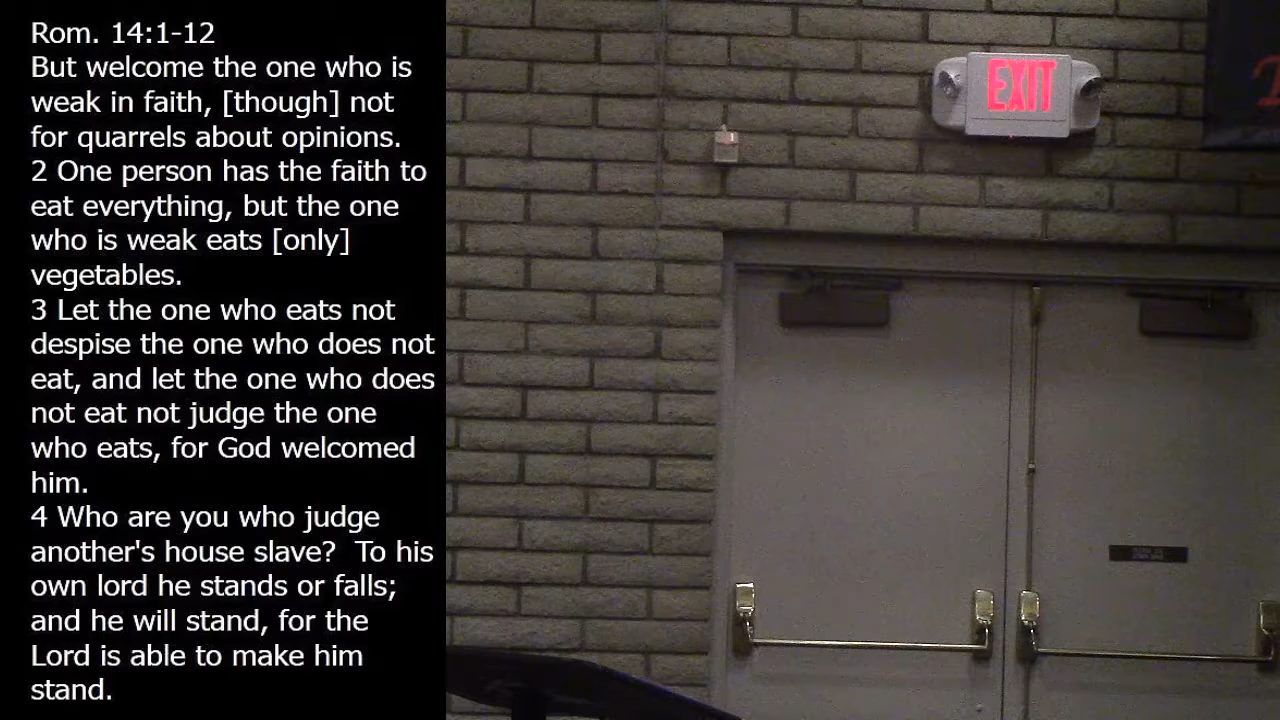 Rom. 14:1-12
But welcome the one who is
weak in faith, [though] not
for quarrels about opinions.
2 One person has the faith to
eat everything, but the one
who is weak eats [only]
vegetables.
3 Let the one who eats not
despise the one who does not
eat, and let the one who does
not eat not judge the one
who eats, for God welcomed
him.
4 Who are you who judge
another's house slave?  To his
own lord he stands or falls;
and he will stand, for the
Lord is able to make him
stand.
EXIT